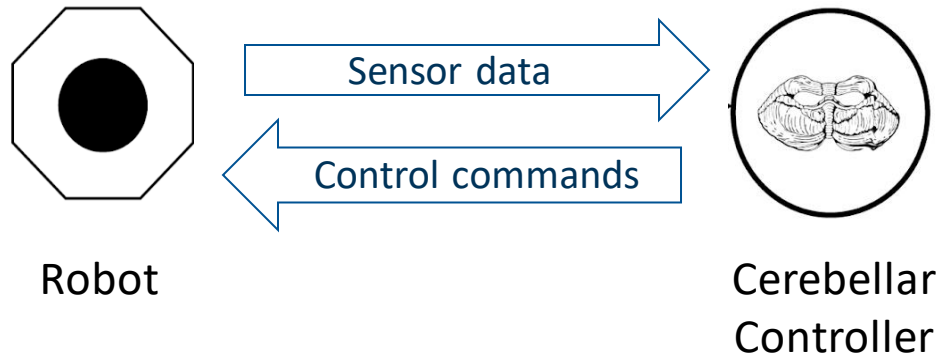 Sensor data
Control commands
Robot
Cerebellar
Controller